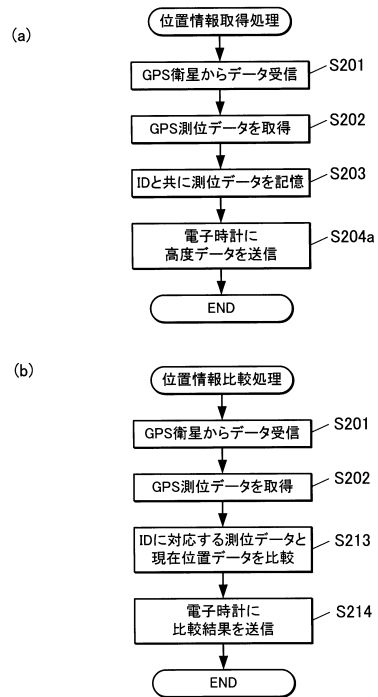 (a)
位置情報取得処理
GPS衛星からデータ受信
S201
GPS測位データを取得
S202
IDと共に測位データを記憶
S203
電子時計に
高度データを送信
S204a
END
(b)
位置情報比較処理
GPS衛星からデータ受信
S201
GPS測位データを取得
S202
IDに対応する測位データと
現在位置データを比較
S213
電子時計に
比較結果を送信
S214
END